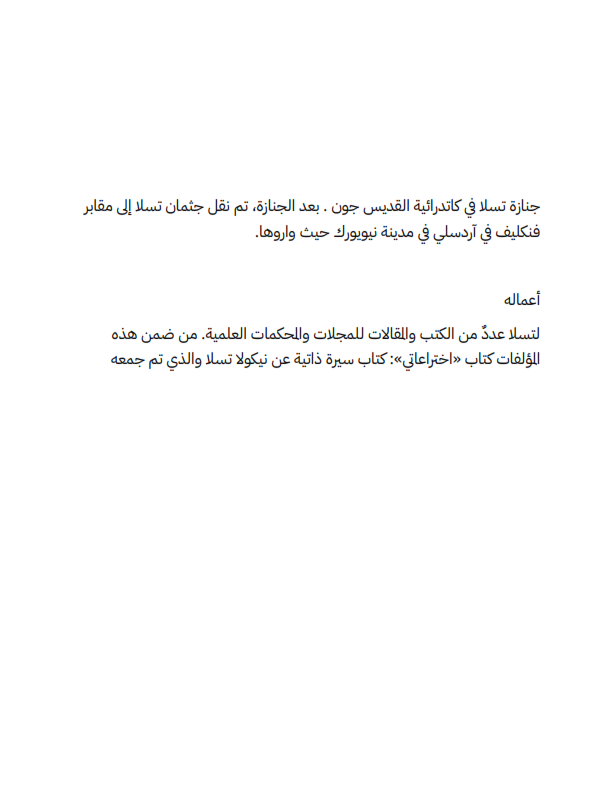 جنازة تسلا في كاتدرائية القديس جون . بعد الجنازة، تم نقل جثمان تسلا إلى مقابر
فنكليف في آردسلي في مدينة نيويورك حيث واروها.
أعماله
لتسلا عددٌ من الكتب والمقالات للمجلات والمحكمات العلمية. من ضمن هذه
المؤلفات كتاب «اختراعاتي»: كتاب سيرة ذاتية عن نيكولا تسلا والذي تم جمعه